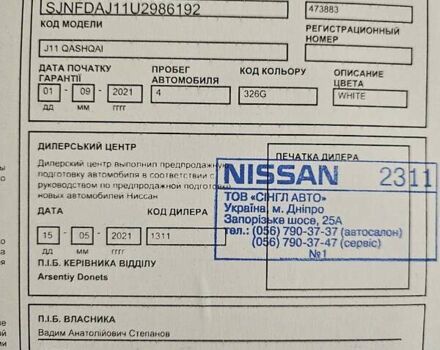 SJNFDAJ11U2986192
473883
КОД МОДЕЛИ
РЕГИСТРАЦИОННЫЙ НОМЕР
J11 QASHQAI
ДАТА ПОЧАТКУ ГАРАНТІЇ
ПРОБЕГ АВТОМОБИЛЯ
КОД КОЛЬОРУ
ОПИСАНИЕ ЦВЕТА
01 - 09 - 2021
4
326G
WHITE
ДД ММ ГГГГ
ДИЛЕРСЬКИЙ ЦЕНТР
ПЕЧАТКА ДИЛЕРА
Дилерский центр выполнил предпродажную
подготовку автомобиля в соответствии с
руководством по предпродажной подготовке
новых автомобилей Ниссан
NISSAN 2311
ТОВ «СІНГЛ АВТО»
Україна, м. Дніпро
Запорізьке шосе, 25А
тел.: (056) 790-37-37 (автосалон)
(056) 790-37-47 (сервіс)
№1
ДАТА
КОД ДИЛЕРА
15 - 05 - 2021
1311
ДД ММ ГГГГ
П.І.Б. КЕРІВНИКА ВІДДІЛУ
Arsentiy Donets
П.І.Б. ВЛАСНИКА
Вадим Анатолійович Степанов